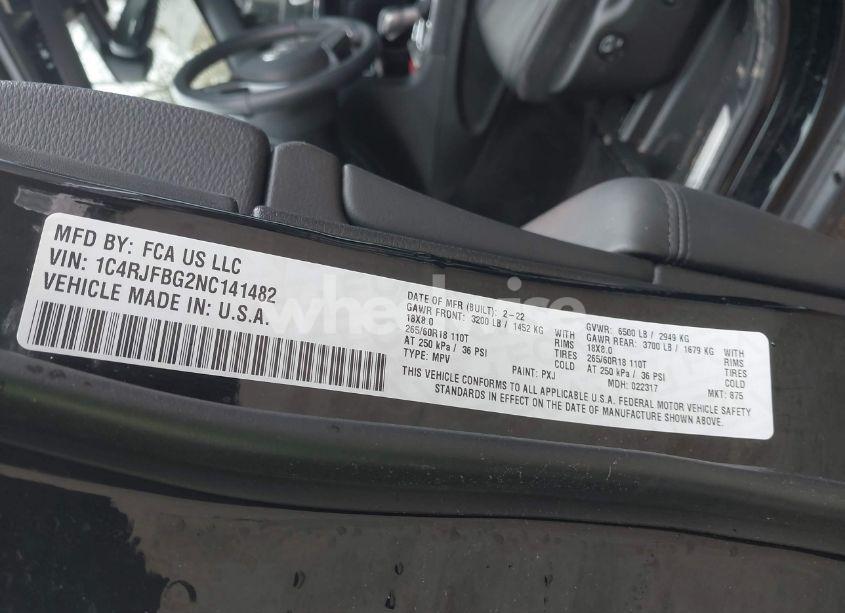 MFD BY: FCA US LLC
VIN: 1C4RJFBG2NC141482
VEHICLE MADE IN: U.S.A.
DATE OF MFR (BUILT): 2-22 GVWR: 6500 LB / 2949 KG
GAWR FRONT: 3200 LB / 1452 KG WITH GAWR REAR: 3700 LB / 1679 KG WITH
18X8.0 RIMS 18X8.0 RIMS
265/60R18 110T TIRES 265/60R18 110T TIRES
AT 250 kPa / 36 PSI COLD AT 250 kPa / 36 PSI COLD
TYPE: MPV PAINT: PXJ MDH: 022317 MKT: 875
THIS VEHICLE CONFORMS TO ALL APPLICABLE U.S.A. FEDERAL MOTOR VEHICLE SAFETY
STANDARDS IN EFFECT ON THE DATE OF MANUFACTURE SHOWN ABOVE.
wheelwise